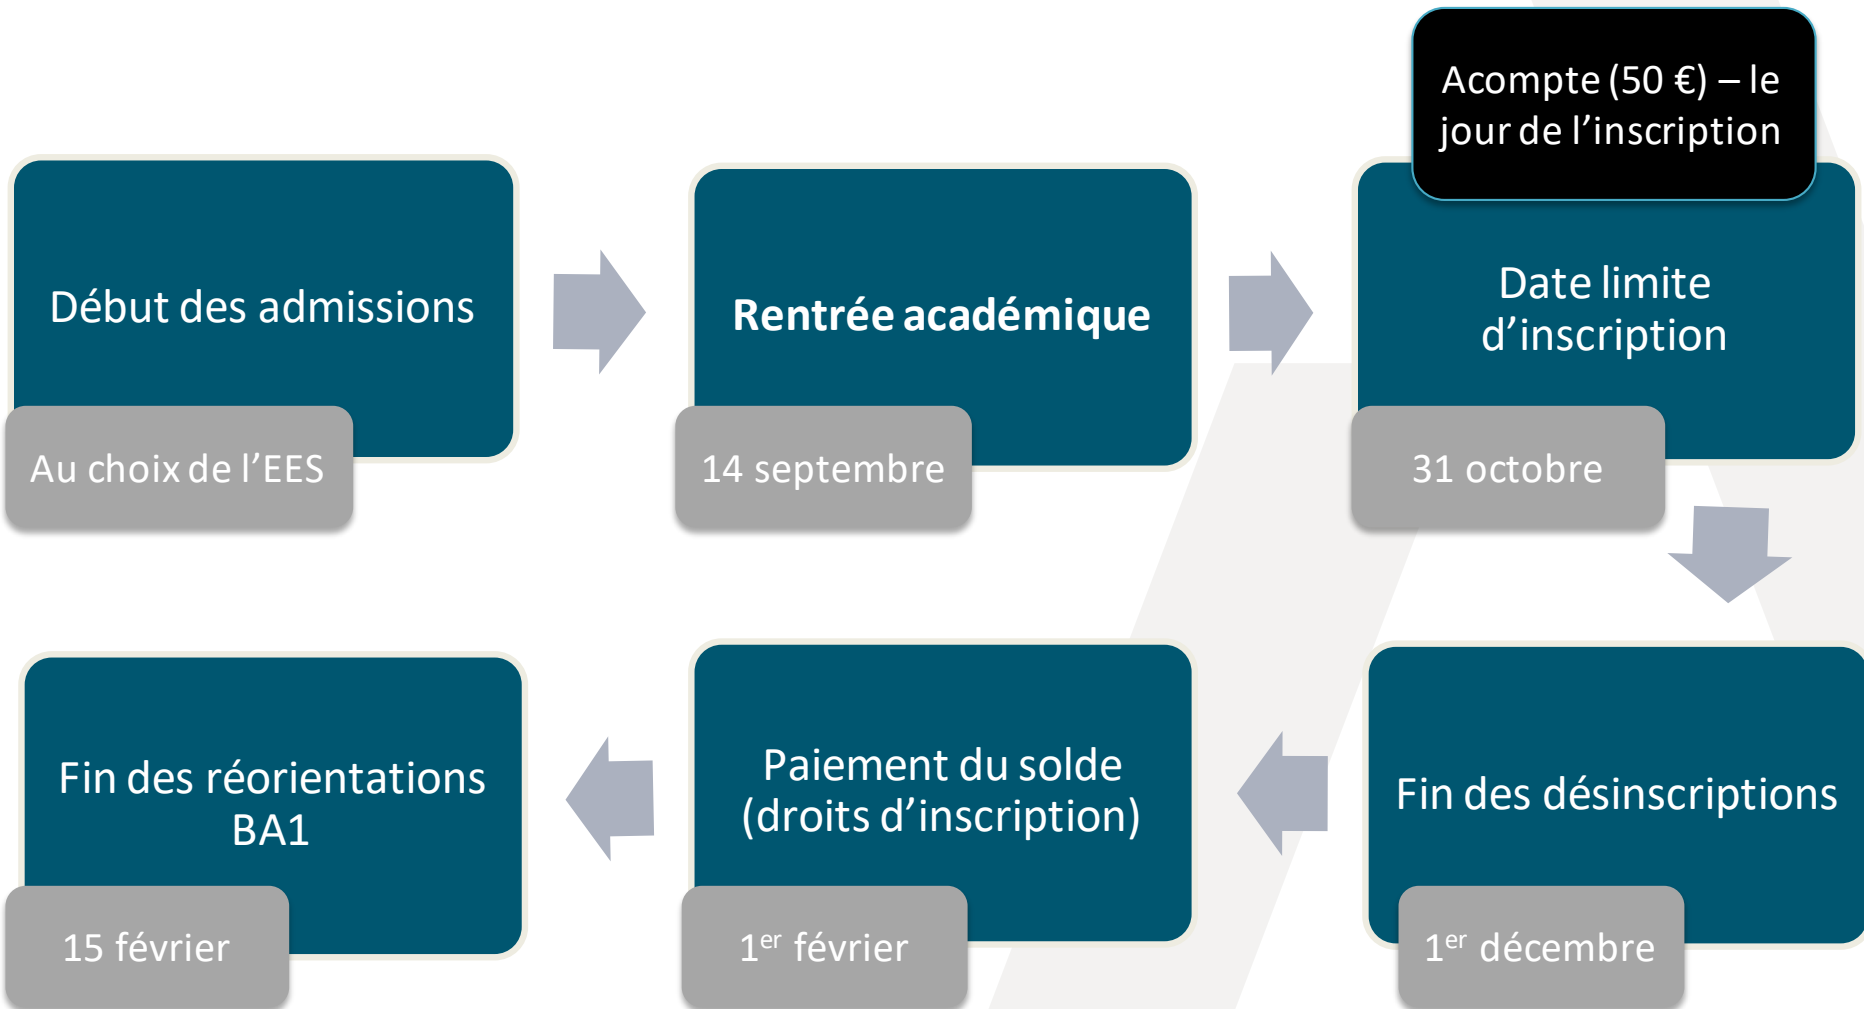 Début des admissions
Au choix de l’EES
Rentrée académique
14 septembre
Acompte (50 €) – le
jour de l’inscription
Date limite
d’inscription
31 octobre
Fin des désinscriptions
1er décembre
Paiement du solde
(droits d’inscription)
1er février
Fin des réorientations
BA1
15 février